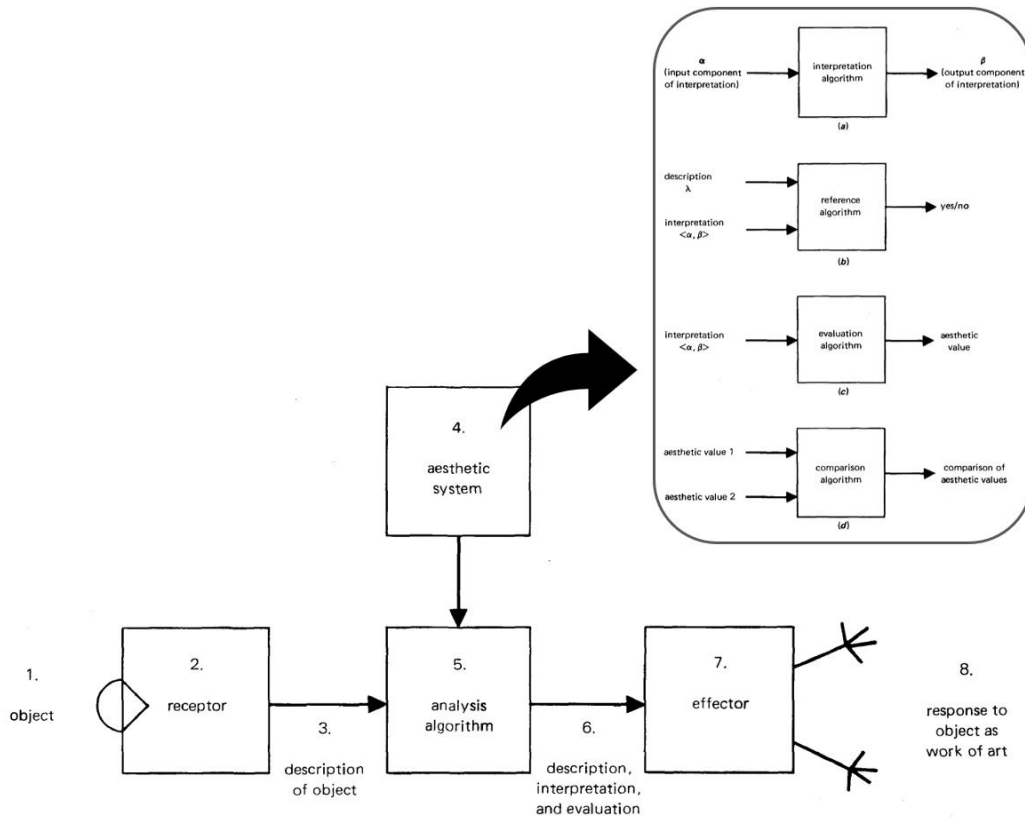 α
(input component
of interpretation)
interpretation
algorithm
β
(output component
of interpretation)
(a)
description
λ
interpretation
<α, β>
reference
algorithm
yes/no
(b)
interpretation
<α, β>
evaluation
algorithm
aesthetic
value
(c)
aesthetic value 1
aesthetic value 2
comparison
algorithm
comparison of
aesthetic values
(d)
4.
aesthetic
system
1.
object
2.
receptor
3.
description
of object
5.
analysis
algorithm
6.
description,
interpretation,
and evaluation
7.
effector
8.
response to
object as
work of art